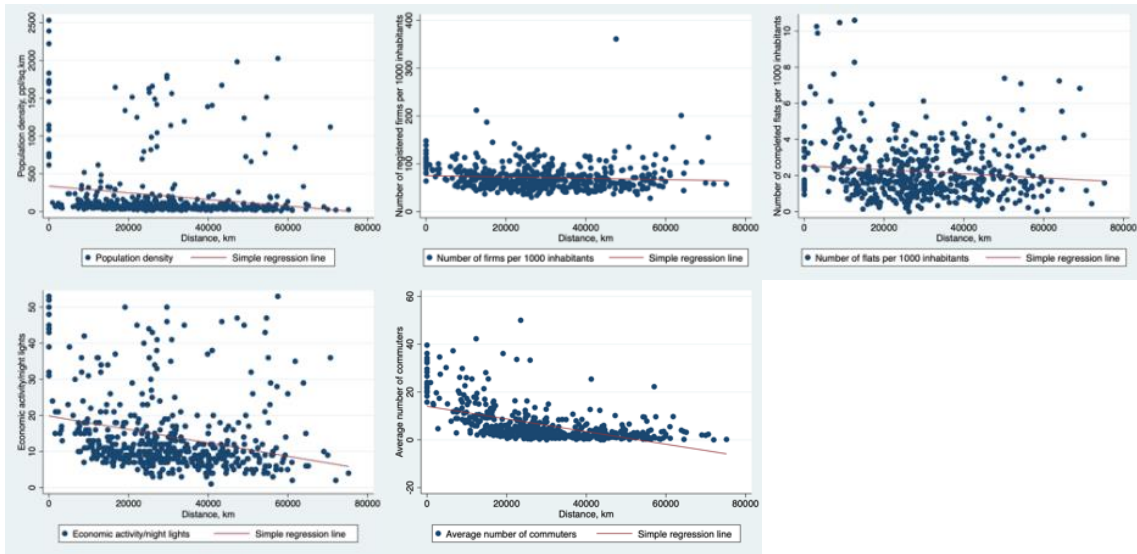 Population density, ppl/sq.km
2500
2000
1500
1000
500
0
0 20000 40000 60000 80000
Distance, km
Population density Simple regression line
Number of registered firms per 1000 inhabitants
400
300
200
100
0
0 20000 40000 60000 80000
Distance, km
Number of firms per 1000 inhabitants Simple regression line
Number of completed flats per 1000 inhabitants
10
8
6
4
2
0
0 20000 40000 60000 80000
Distance, km
Number of flats per 1000 inhabitants Simple regression line
Economic activity/night lights
50
40
30
20
10
0
0 20000 40000 60000 80000
Distance, km
Economic activity/night lights Simple regression line
Average number of commuters
60
40
20
0
-20
0 20000 40000 60000 80000
Distance, km
Average number of commuters Simple regression line